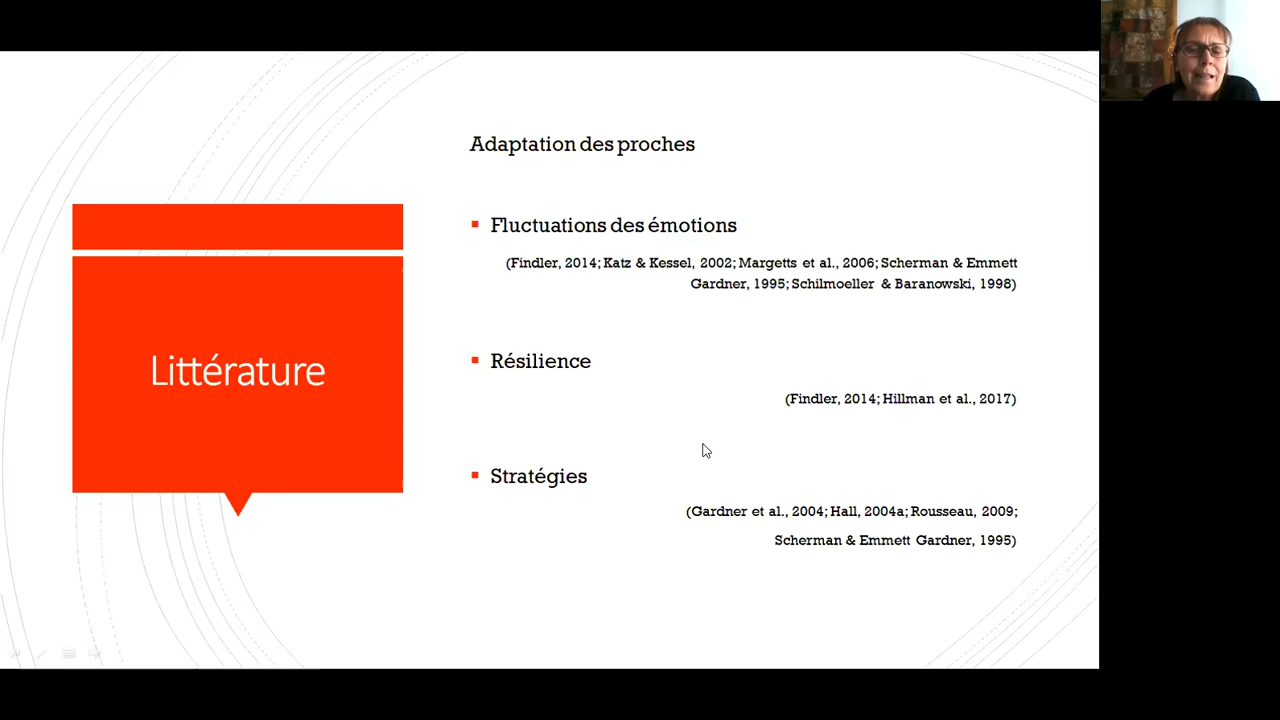 Littérature
Adaptation des proches
Fluctuations des émotions
(Findler, 2014; Katz & Kessel, 2002; Margetts et al., 2006; Scherman & Emmett
Gardner, 1995; Schilmoeller & Baranowski, 1998)
Résilience
(Findler, 2014; Hillman et al., 2017)
Stratégies
(Gardner et al., 2004; Hall, 2004a; Rousseau, 2009;
Scherman & Emmett Gardner, 1995)